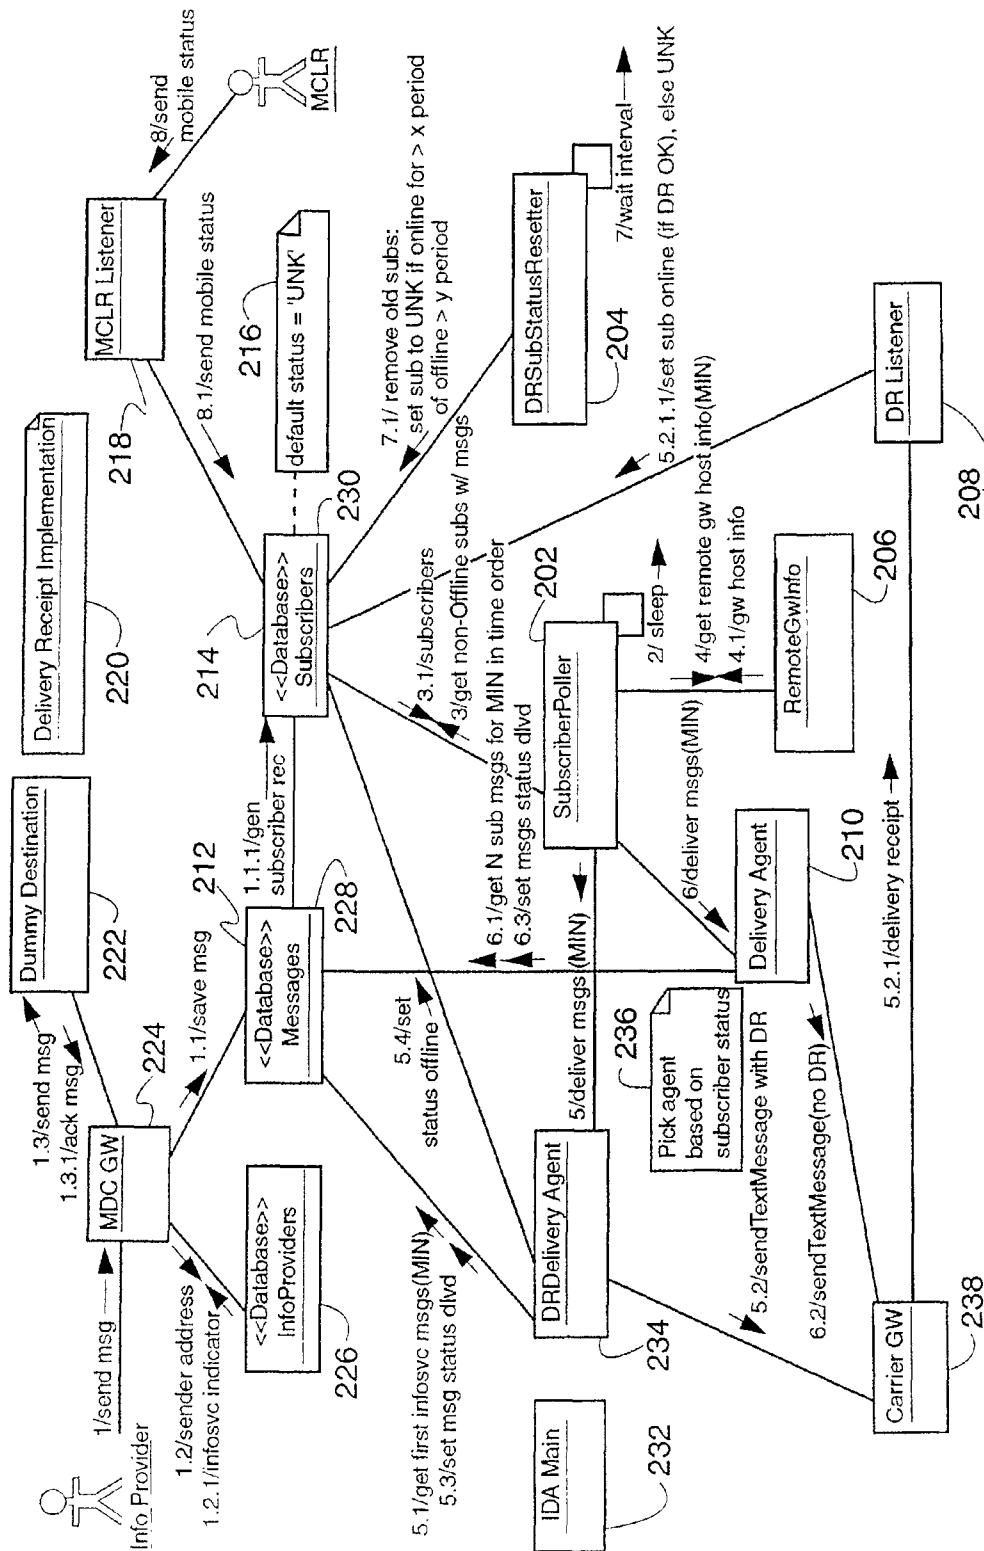 Info Provider
1/send msg
MDC GW
224
1.3/send msg
1.3.1/ack msg
Dummy Destination
222
Delivery Receipt Implementation
220
MCLR Listener
218
8/send
mobile status
MCLR
1.2/sender address
1.2.1/infosvc indicator
<<Database>>
InfoProviders
226
1.1/save msg
<<Database>>
Messages
212
228
1.1.1/gen
subscriber rec
<<Database>>
Subscribers
214
230
8.1/send mobile status
default status = 'UNK'
216
7.1/ remove old subs:
set sub to UNK if online for > x period
of offline > y period
DRSubStatusResetter
204
7/wait interval
5.1/get first infosvc msgs(MIN)
5.3/set msg status dlvd
5.4/set
status offline
3.1/subscribers
3/get non-Offline subs w/ msgs
6.1/get N sub msgs for MIN in time order
6.3/set msgs status dlvd
SubscriberPoller
202
2/ sleep
5.2.1.1/set sub online (if DR OK), else UNK
IDA Main
232
DRDelivery Agent
234
5/deliver msgs (MIN)
236
Pick agent
based on
subscriber status
6/deliver msgs(MIN)
4/get remote gw host info(MIN)
4.1/gw host info
Delivery Agent
210
RemoteGwInfo
206
5.2/sendTextMessage with DR
6.2/sendTextMessage(no DR)
Carrier GW
238
5.2.1/delivery receipt
DR Listener
208